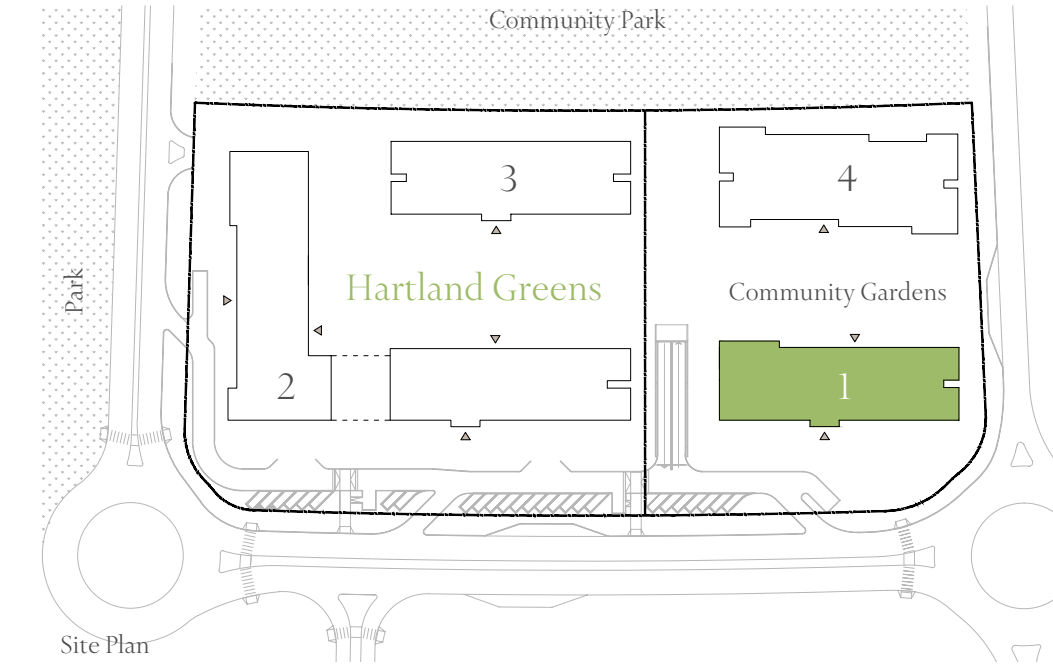 Community Park
3
4
Park
Hartland Greens
Community Gardens
2
1
Site Plan